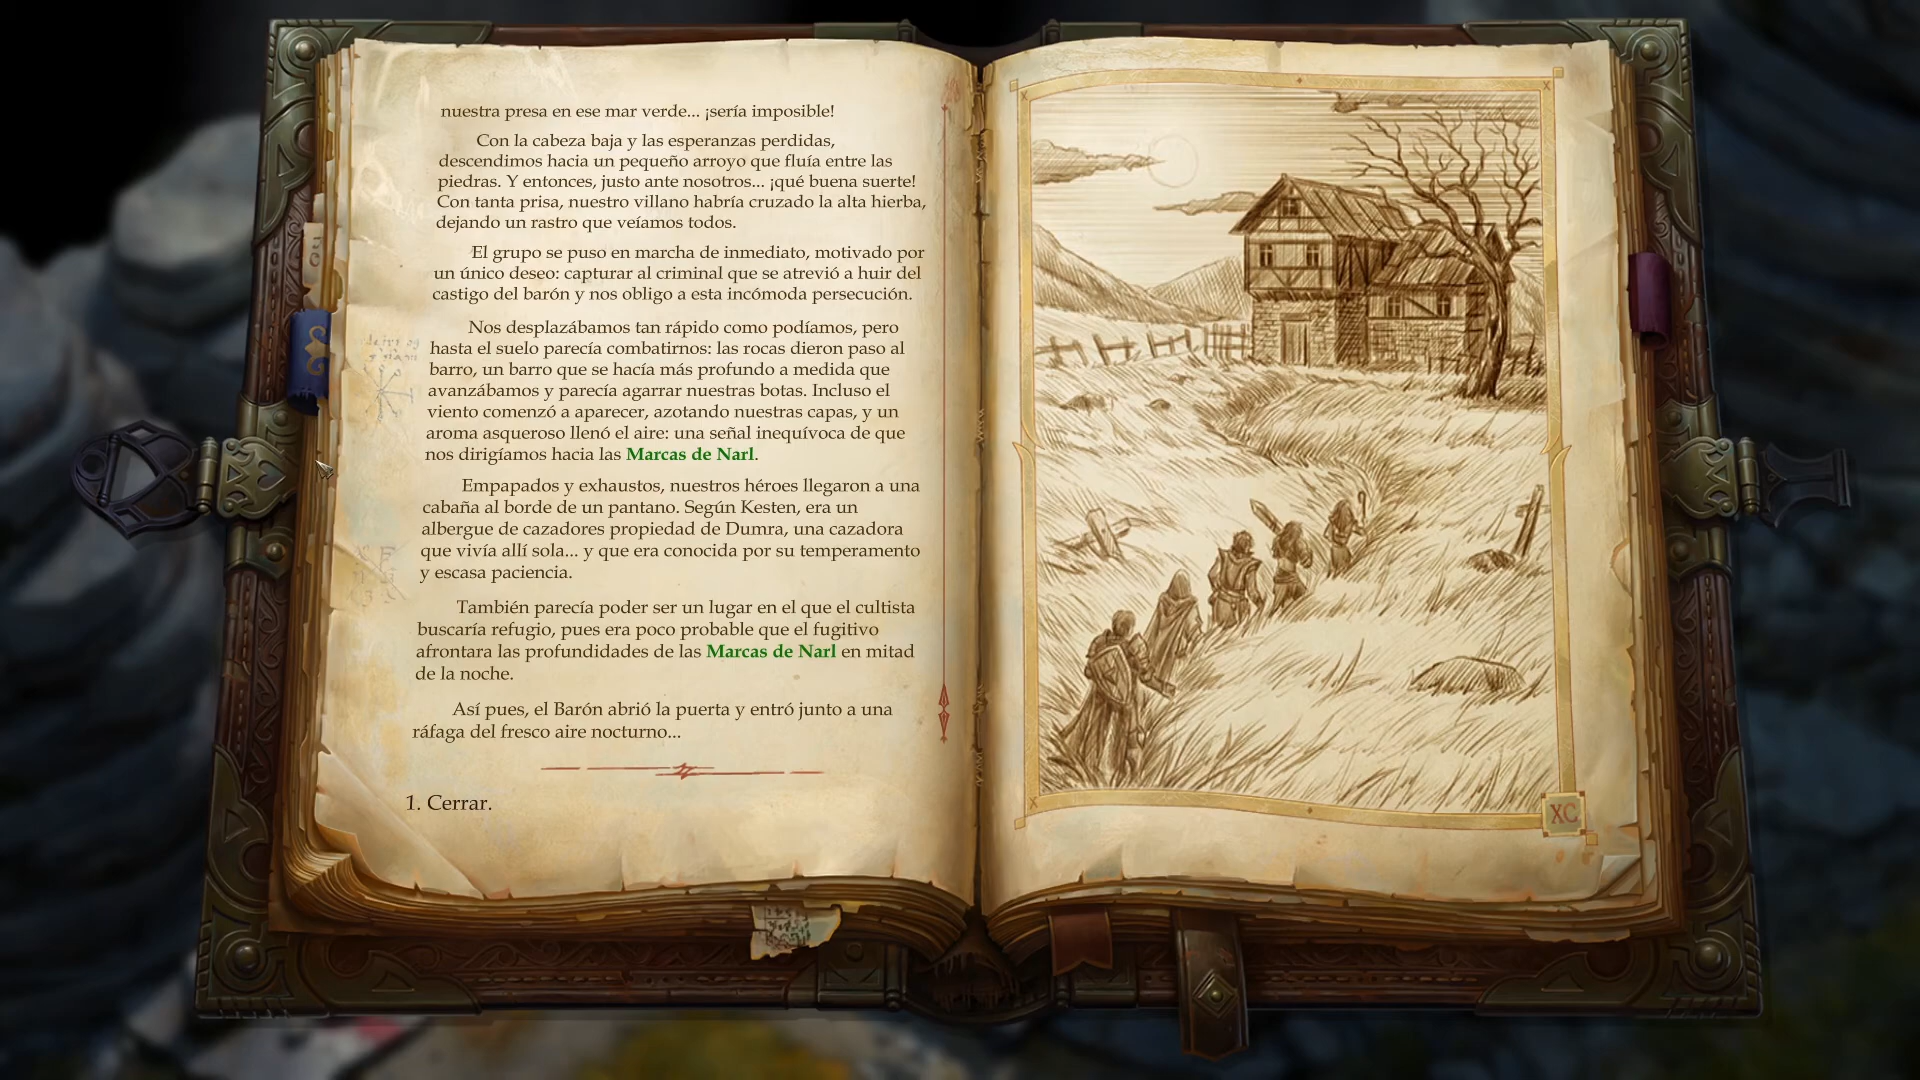 nuestra presa en ese mar verde... ¡sería imposible!
Con la cabeza baja y las esperanzas perdidas,
descendimos hacia un pequeño arroyo que fluía entre las
piedras. Y entonces, justo ante nosotros... ¡qué buena suerte!
Con tanta prisa, nuestro villano habría cruzado la alta hierba,
dejando un rastro que veíamos todos.
El grupo se puso en marcha de inmediato, motivado por
un único deseo: capturar al criminal que se atrevió a huir del
castigo del barón y nos obligo a esta incómoda persecución.
Nos desplazábamos tan rápido como podíamos, pero
hasta el suelo parecía combatirnos: las rocas dieron paso al
barro, un barro que se hacía más profundo a medida que
avanzábamos y parecía agarrar nuestras botas. Incluso el
viento comenzó a aparecer, azotando nuestras capas, y un
aroma asqueroso llenó el aire: una señal inequívoca de que
nos dirigíamos hacia las Marcas de Narl.
Empapados y exhaustos, nuestros héroes llegaron a una
cabaña al borde de un pantano. Según Kesten, era un
albergue de cazadores propiedad de Dumra, una cazadora
que vivía allí sola... y que era conocida por su temperamento
y escasa paciencia.
También parecía poder ser un lugar en el que el cultista
buscaría refugio, pues era poco probable que el fugitivo
afrontara las profundidades de las Marcas de Narl en mitad
de la noche.
Así pues, el Barón abrió la puerta y entró junto a una
ráfaga del fresco aire nocturno...
1. Cerrar.
XC